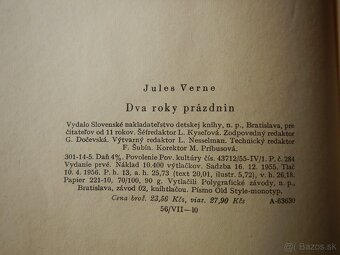 Jules Verne
Dva roky prázdnin
Vydalo Slovenské nakladateľstvo detskej knihy, n. p., Bratislava, pre
čitateľov od 11 rokov. Šéfredaktor L. Kyseľová. Zodpovedný redaktor
G. Dočevská. Výtvarný redaktor L. Nesselman. Technický redaktor
F. Šubín. Korektor M. Príbusová.
301-14-5. Daň 4%. Povolenie Pov. kultúry čís. 43712/55-IV/1. P. č. 284
Vydanie prvé. Náklad 10.400 výtlačkov. Sadzba 16. 12. 1955, Tlač
10. 4. 1956. P. h. 13, a h. 25,73 (text 20,01, ilustr. 5,72), v h. 26,18.
Papier 221-10, 70/100, 90 g. Vytlačili Polygrafické závody, n. p.,
Bratislava, závod 02, kníhtlačou. Písmo Old Style-monotyp.
Cena brož. 23,50 Kčs, viaz. 27,90 Kčs A-63630
56/VII—10
bazos.sk